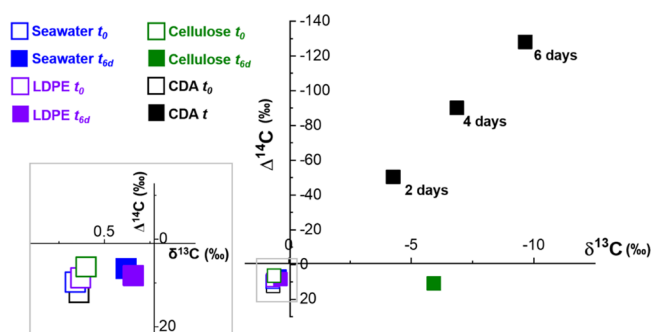 Seawater t0
Cellulose t0
Seawater t6d
Cellulose t6d
LDPE t0
CDA t0
LDPE t6d
CDA t
Δ14C (‰)
-140
-120
-100
-80
-60
-40
-20
0
20
6 days
4 days
2 days
0
-5
-10
δ13C (‰)
Δ14C (‰)
0.5
0
δ13C (‰)
20